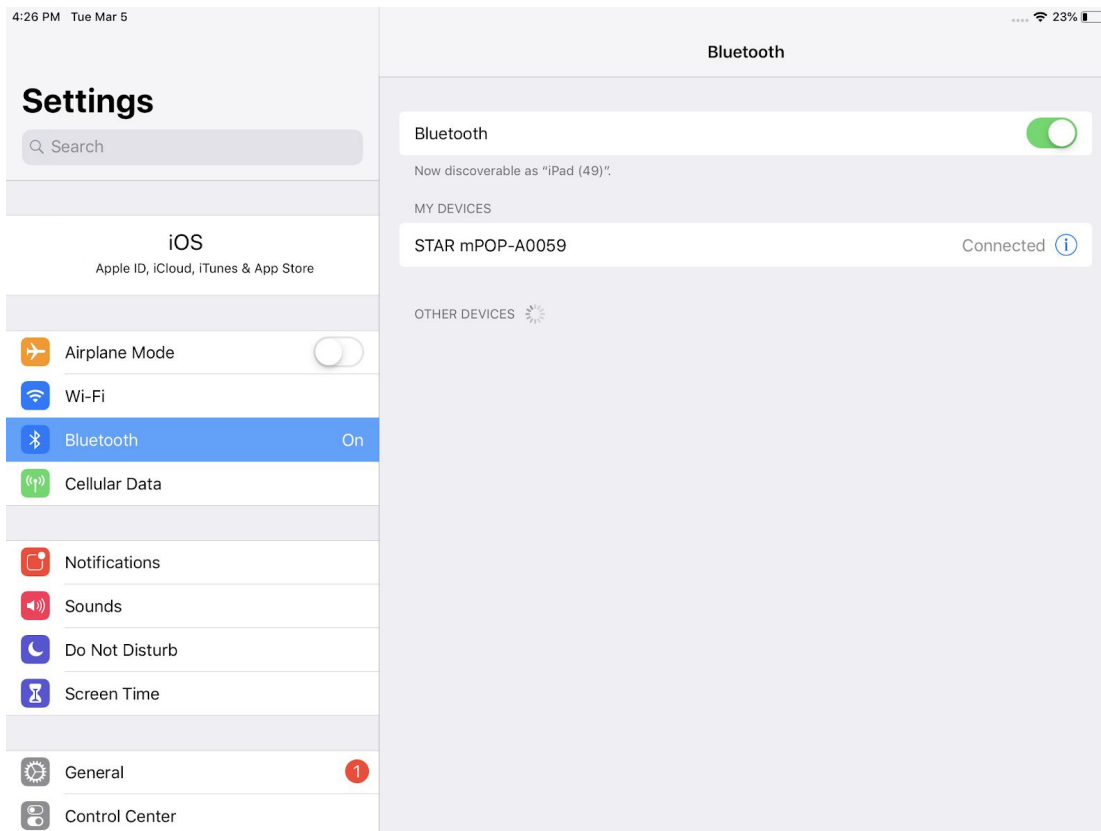 4:26 PM Tue Mar 5
23%
Settings
Search
iOS
Apple ID, iCloud, iTunes & App Store
Airplane Mode
Wi-Fi
Bluetooth On
Cellular Data
Notifications
Sounds
Do Not Disturb
Screen Time
General 1
Control Center
Bluetooth
Bluetooth
Now discoverable as “iPad (49)”.
MY DEVICES
STAR mPOP-A0059 Connected i
OTHER DEVICES